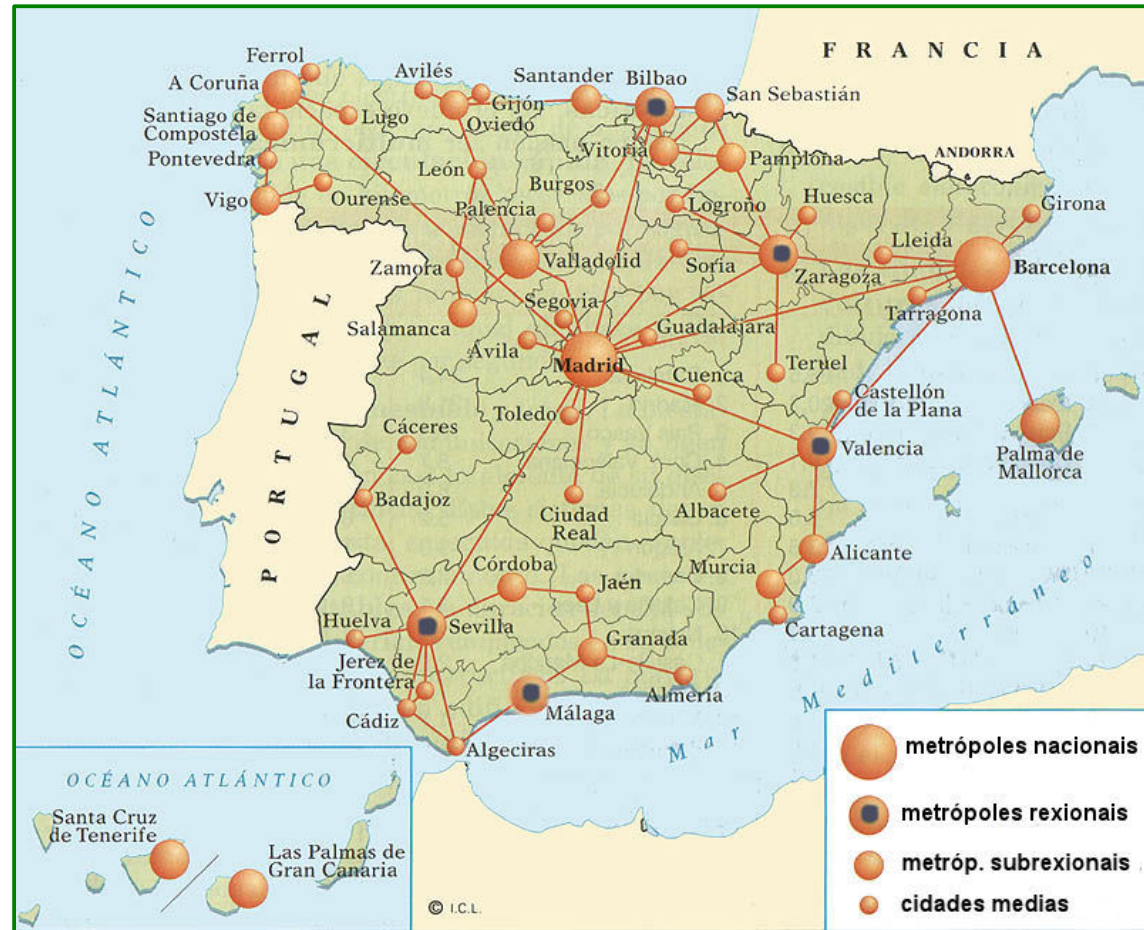 FRANCIA
Ferrol
A Coruña
Santiago de
Compostela
Pontevedra
Vigo
Lugo
Ourense
Avilés
Gijón
Oviedo
Santander
Bilbao
San Sebastián
Vitoria
Pamplona
ANDORRA
León
Burgos
Palencia
Logroño
Huesca
Girona
Lleida
Barcelona
Zamora
Valladolid
Soria
Zaragoza
Tarragona
Salamanca
Segovia
Guadalajara
Ávila
Madrid
Teruel
Cuenca
Castellón
de la Plana
Toledo
Valencia
Palma de
Mallorca
Cáceres
Badajoz
Ciudad
Real
Albacete
Alicante
Murcia
Cartagena
Córdoba
Jaén
Huelva
Sevilla
Granada
Jerez de
la Frontera
Cádiz
Málaga
Almería
Algeciras
PORTUGAL
OCÉANO ATLÁNTICO
Mar Mediterráneo
OCÉANO ATLÁNTICO
Santa Cruz
de Tenerife
Las Palmas de
Gran Canaria
© I.C.L.
metrópoles nacionais
metrópoles rexionais
metróp. subrexionais
cidades medias